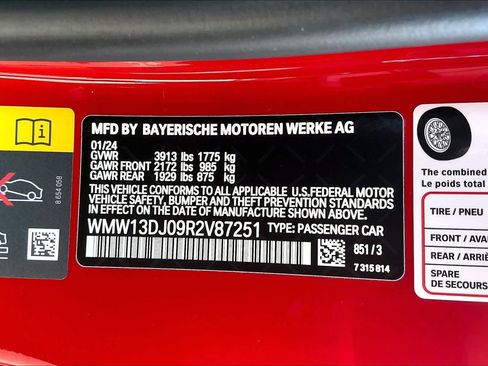 MFD BY BAYERISCHE MOTOREN WERKE AG
01/24
GVWR 3913 lbs 1775 kg
GAWR FRONT 2172 lbs 985 kg
GAWR REAR 1929 lbs 875 kg
THIS VEHICLE CONFORMS TO ALL APPLICABLE U.S.FEDERAL MOTOR
VEHICLE SAFETY, BUMPER AND THEFT PREVENTION STANDARDS
IN EFFECT ON THE DATE OF MANUFACTURE SHOWN ABOVE.
WMW13DJ09R2V87251 TYPE: PASSENGER CAR
851 / 3
7 315 814
8 654 058
The combined
Le poids total
TIRE / PNEU
FRONT / AVA
REAR / ARRIÈ
SPARE
DE SECOURS